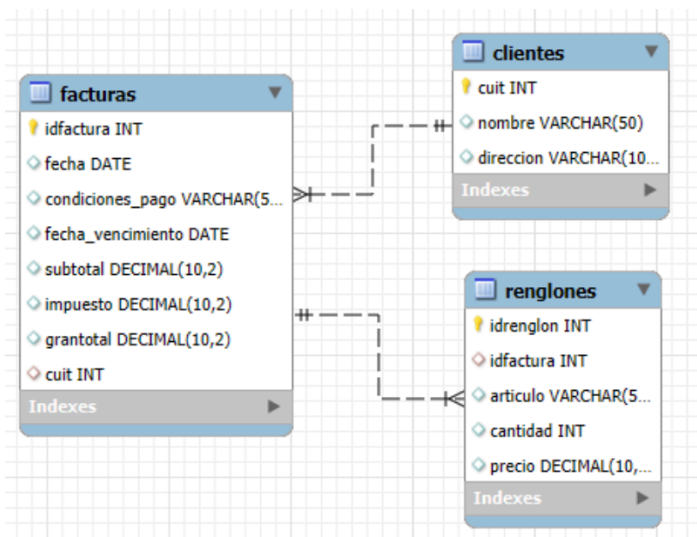 facturas
idfactura INT
fecha DATE
condiciones_pago VARCHAR(5...
fecha_vencimiento DATE
subtotal DECIMAL(10,2)
impuesto DECIMAL(10,2)
grantotal DECIMAL(10,2)
cuit INT
Indexes
clientes
cuit INT
nombre VARCHAR(50)
direccion VARCHAR(10...
Indexes
renglones
idrenglon INT
idfactura INT
articulo VARCHAR(5...
cantidad INT
precio DECIMAL(10,...
Indexes